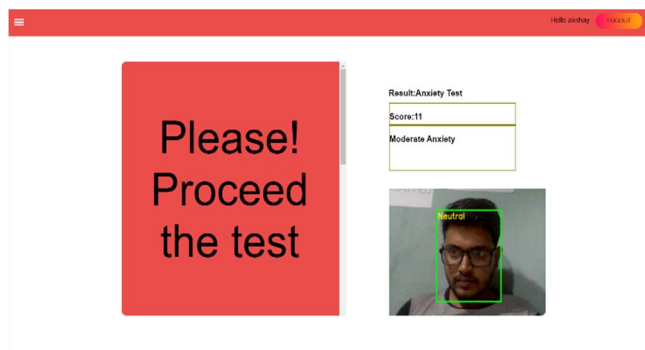 Hello akshay LOGOUT
Please!
Proceed
the test
Result:Anxiety Test
Score:11
Moderate Anxiety
Neutral